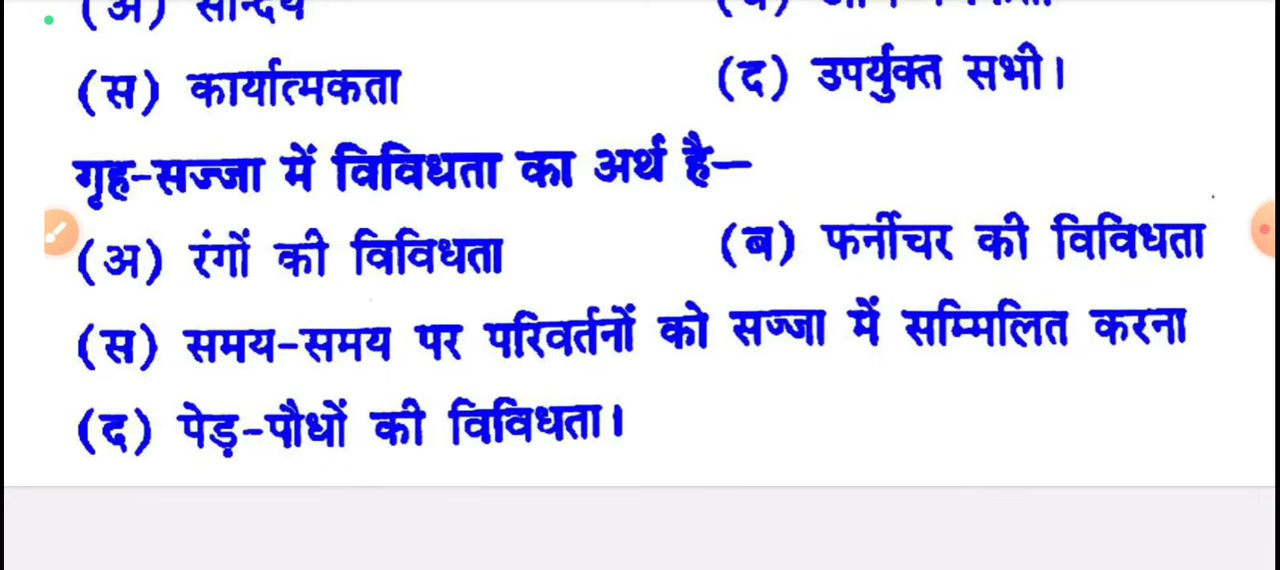 (अ) सौन्दर्य
(स) कार्यात्मकता (द) उपर्युक्त सभी।
गृह-सज्जा में विविधता का अर्थ है—
(अ) रंगों की विविधता (ब) फर्नीचर की विविधता
(स) समय-समय पर परिवर्तनों को सज्जा में सम्मिलित करना
(द) पेड़-पौधों की विविधता।